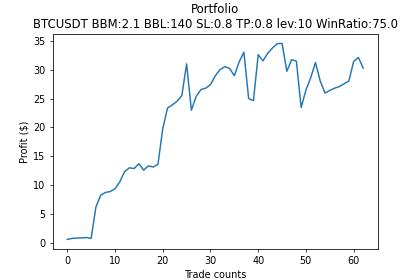 Portfolio
BTCUSDT BBM:2.1 BBL:140 SL:0.8 TP:0.8 lev:10 WinRatio:75.0
35
30
25
20
15
10
5
0
Profit ($)
0 10 20 30 40 50 60
Trade counts